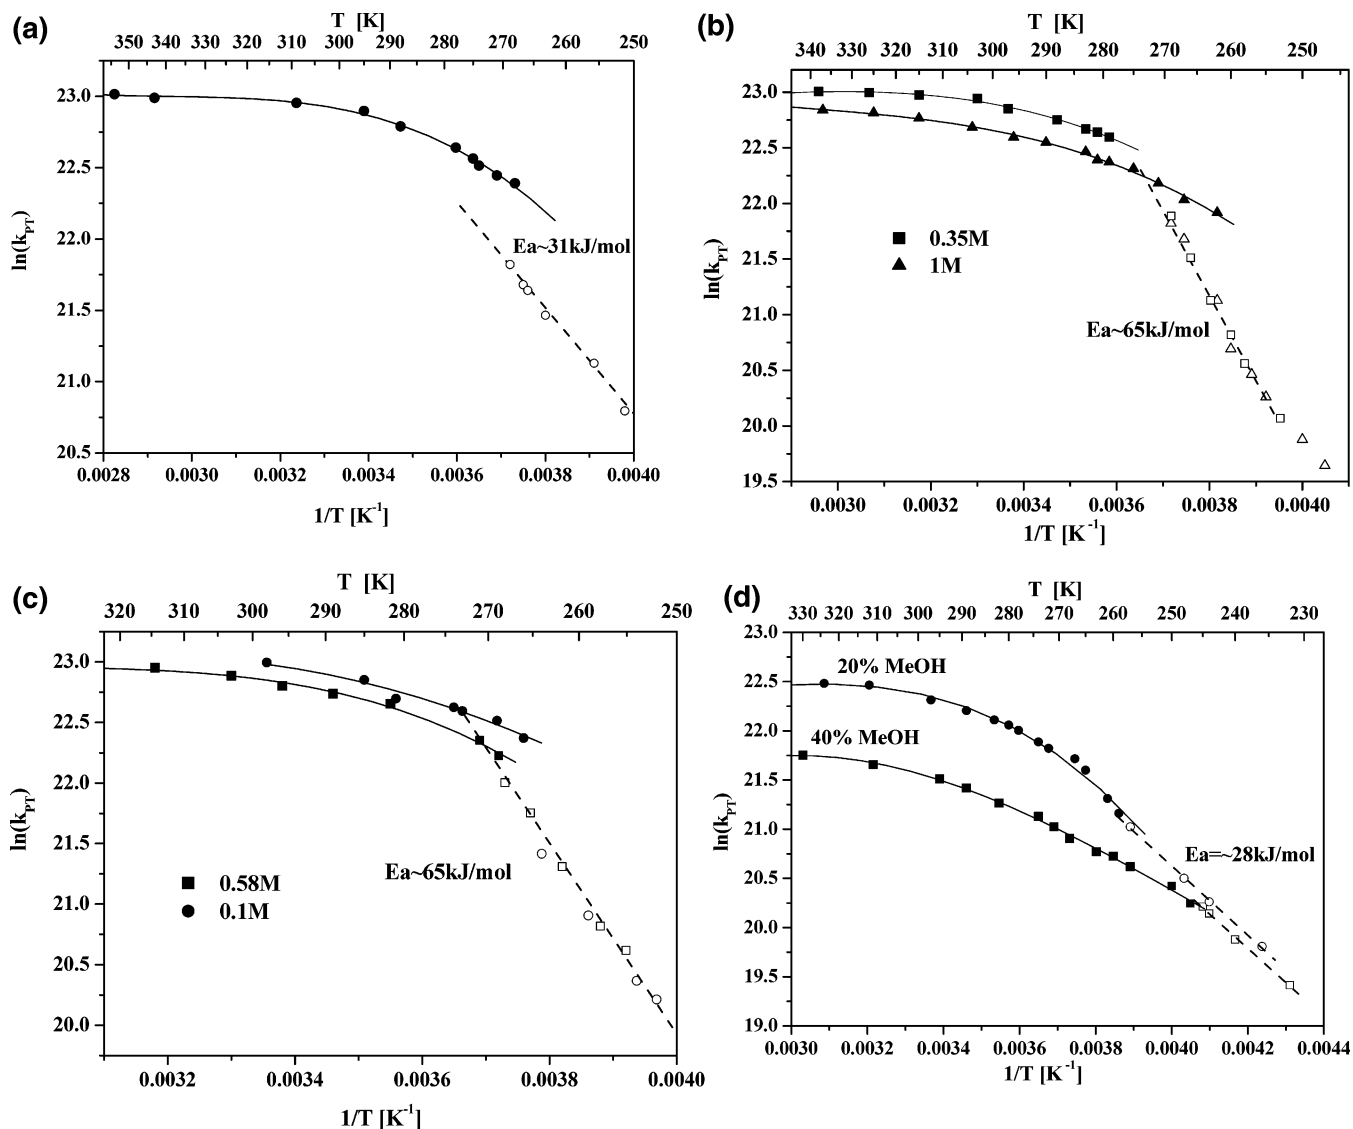 (a)
T [K]
350 340 330 320 310 300 290 280 270 260 250
23.0
22.5
22.0
21.5
21.0
20.5
ln(k_PT)
Ea~31kJ/mol
0.0028 0.0030 0.0032 0.0034 0.0036 0.0038 0.0040
1/T [K⁻¹]
(b)
T [K]
340 330 320 310 300 290 280 270 260 250
23.0
22.5
22.0
21.5
21.0
20.5
20.0
19.5
ln(k_PT)
0.35M
1M
Ea~65kJ/mol
0.0030 0.0032 0.0034 0.0036 0.0038 0.0040
1/T [K⁻¹]
(c)
T [K]
320 310 300 290 280 270 260 250
23.0
22.5
22.0
21.5
21.0
20.5
20.0
ln(k_PT)
Ea~65kJ/mol
0.58M
0.1M
0.0032 0.0034 0.0036 0.0038 0.0040
1/T [K⁻¹]
(d)
T [K]
330 320 310 300 290 280 270 260 250 240 230
23.0
22.5
22.0
21.5
21.0
20.5
20.0
19.5
19.0
ln(k_PT)
20% MeOH
40% MeOH
Ea=~28kJ/mol
0.0030 0.0032 0.0034 0.0036 0.0038 0.0040 0.0042 0.0044
1/T [K⁻¹]